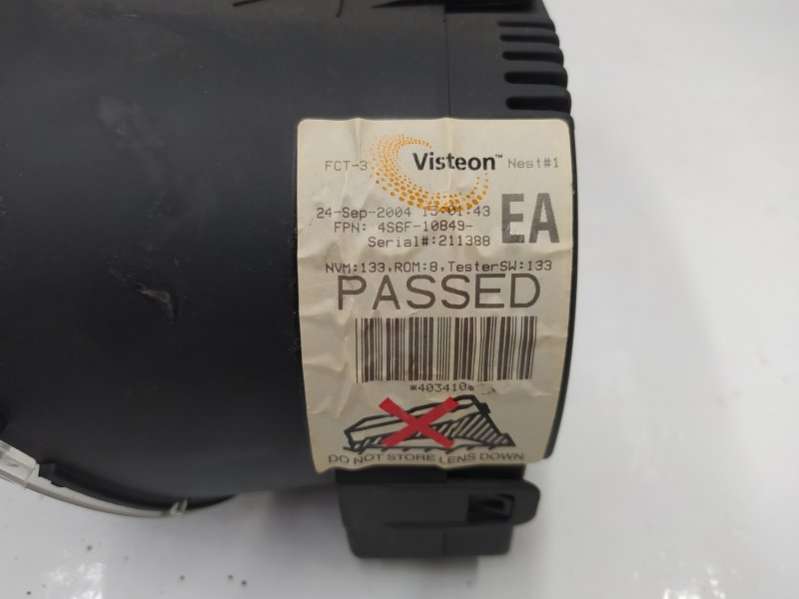 FCT-3 Visteon™ Nest#1
24-Sep-2004 15:01:43
FPN: 4S6F-10849-
EA
Serial#:211388
NVM:133,ROM:8,TesterSW:133
PASSED
*403410*
DO NOT STORE LENS DOWN